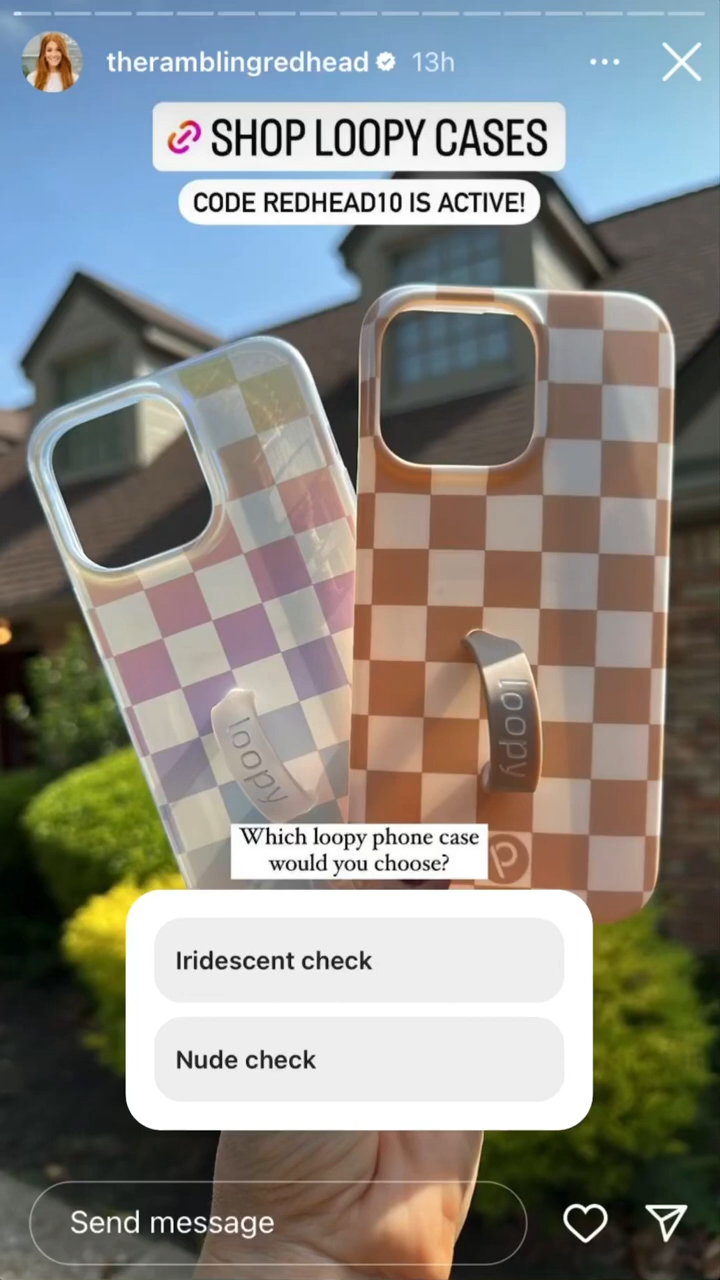 theramblingredhead 13h
SHOP LOOPY CASES
CODE REDHEAD10 IS ACTIVE!
loopy
loopy
Which loopy phone case
would you choose?
Iridescent check
Nude check
Send message